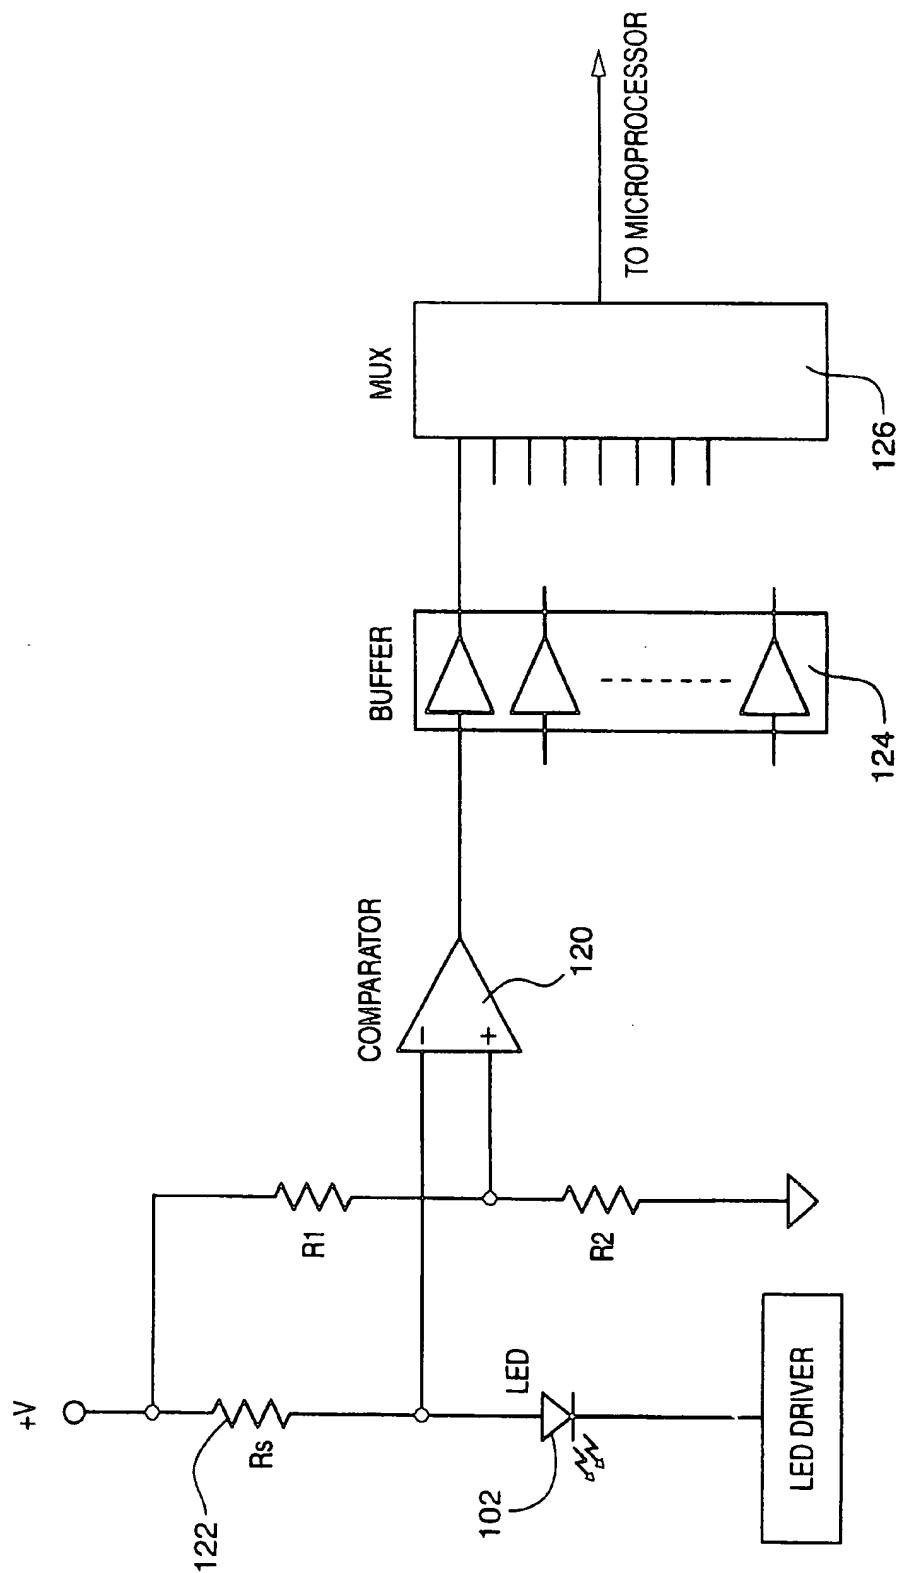 +V
122
Rs
R1
COMPARATOR
BUFFER
MUX
−
+
120
TO MICROPROCESSOR
LED
102
R2
124
126
LED DRIVER